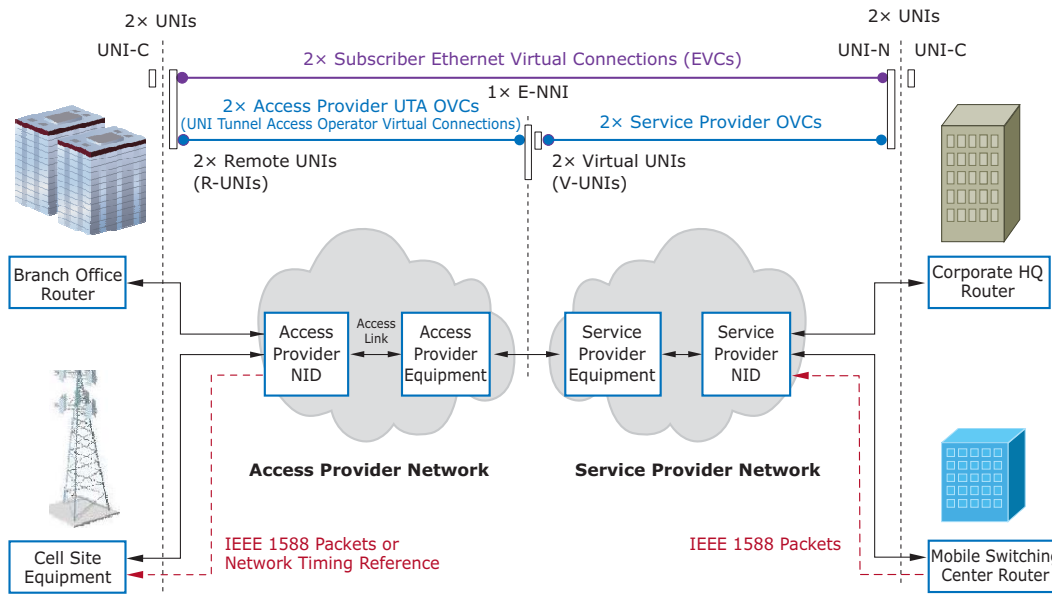 2× UNIs
2× UNIs
UNI-C
UNI-N
UNI-C
2× Subscriber Ethernet Virtual Connections (EVCs)
1× E-NNI
2× Access Provider UTA OVCs
(UNI Tunnel Access Operator Virtual Connections)
2× Service Provider OVCs
2× Remote UNIs
(R-UNIs)
2× Virtual UNIs
(V-UNIs)
Branch Office
Router
Corporate HQ
Router
Access
Provider
NID
Access
Link
Access
Provider
Equipment
Service
Provider
Equipment
Service
Provider
NID
Access Provider Network
Service Provider Network
IEEE 1588 Packets or
Network Timing Reference
IEEE 1588 Packets
Cell Site
Equipment
Mobile Switching
Center Router